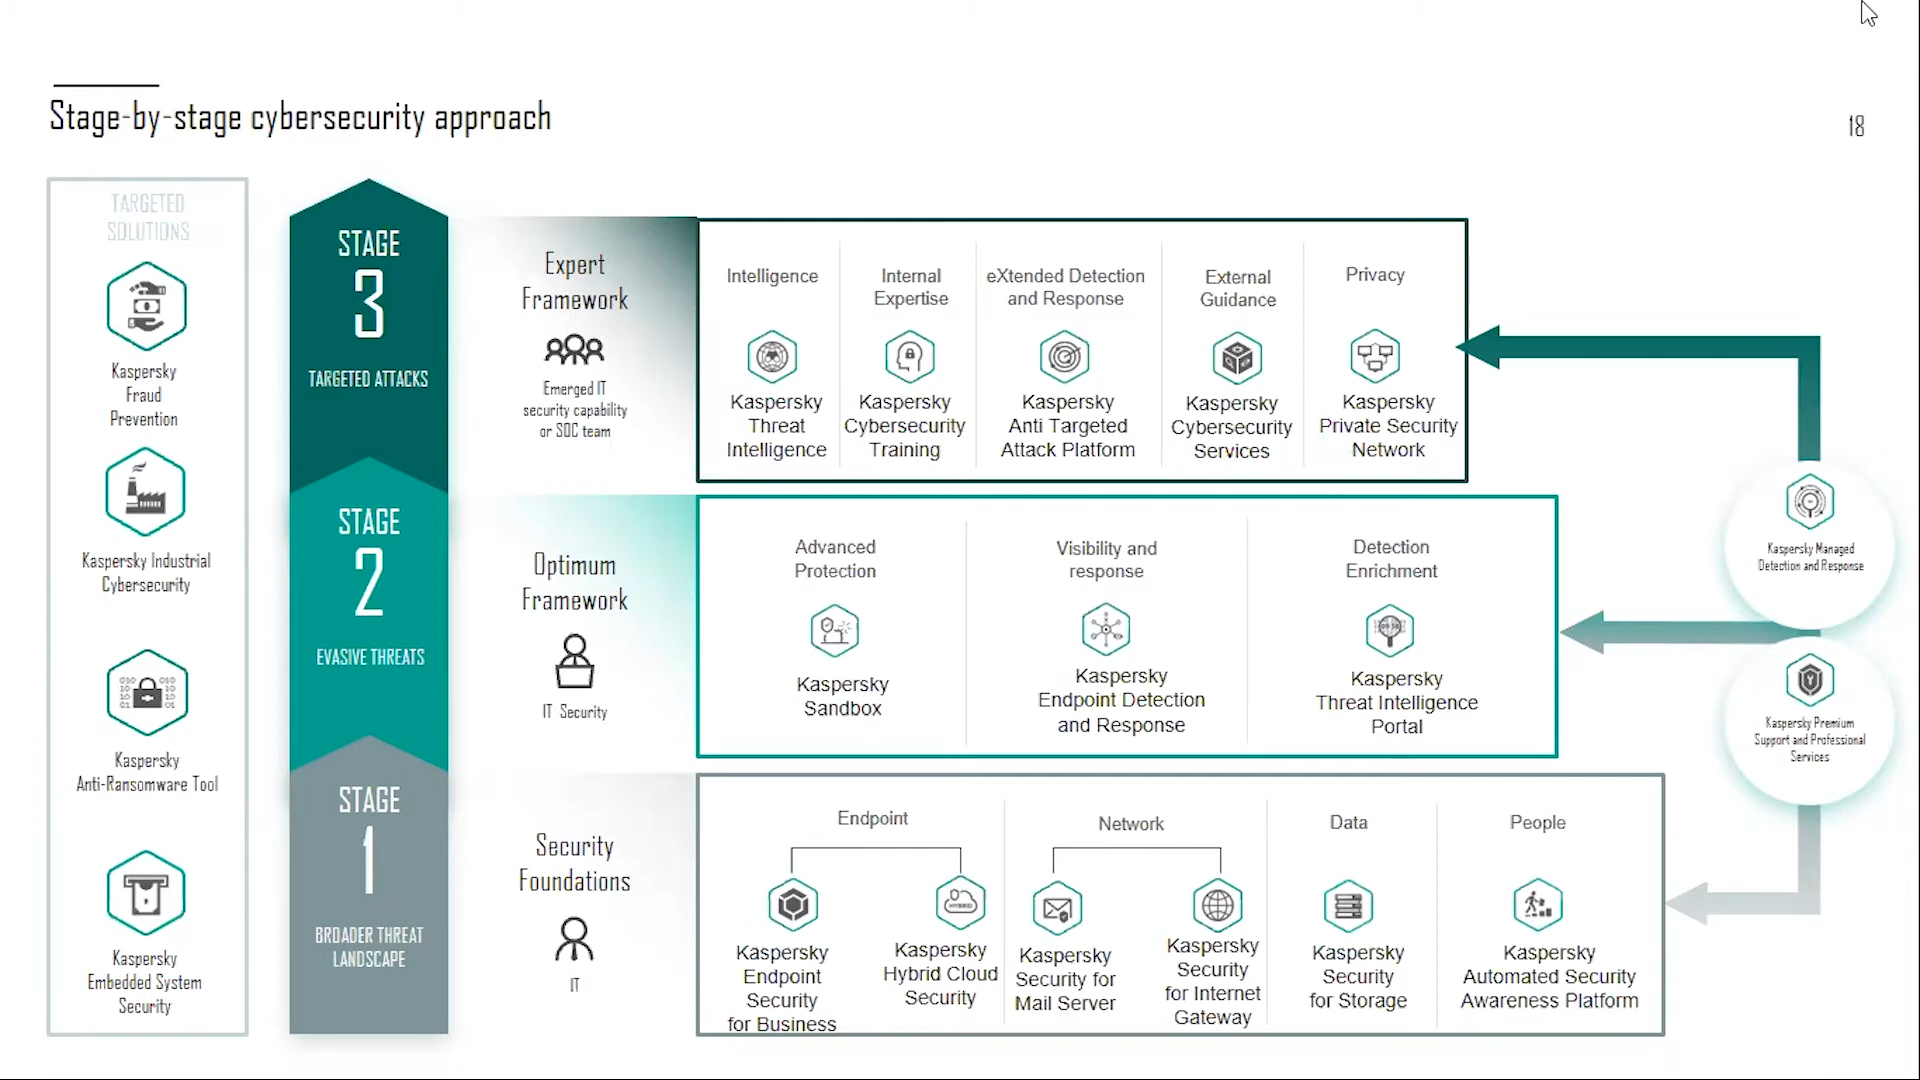 Stage-by-stage cybersecurity approach
18
TARGETED
SOLUTIONS
Kaspersky
Fraud
Prevention
Kaspersky Industrial
Cybersecurity
Kaspersky
Anti-Ransomware Tool
Kaspersky
Embedded System
Security
STAGE
3
TARGETED ATTACKS
Expert
Framework
Emerged IT
security capability
or SOC team
Intelligence
Kaspersky
Threat
Intelligence
Internal
Expertise
Kaspersky
Cybersecurity
Training
eXtended Detection
and Response
Kaspersky
Anti Targeted
Attack Platform
External
Guidance
Kaspersky
Cybersecurity
Services
Privacy
Kaspersky
Private Security
Network
STAGE
2
EVASIVE THREATS
Optimum
Framework
IT Security
Advanced
Protection
Kaspersky
Sandbox
Visibility and
response
Kaspersky
Endpoint Detection
and Response
Detection
Enrichment
Kaspersky
Threat Intelligence
Portal
STAGE
1
BROADER THREAT
LANDSCAPE
Security
Foundations
IT
Endpoint
Kaspersky
Endpoint
Security
for Business
HYBRID
Kaspersky
Hybrid Cloud
Security
Network
Kaspersky
Security for
Mail Server
Kaspersky
Security
for Internet
Gateway
Data
Kaspersky
Security
for Storage
People
Kaspersky
Automated Security
Awareness Platform
Kaspersky Managed
Detection and Response
Kaspersky Premium
Support and Professional
Services